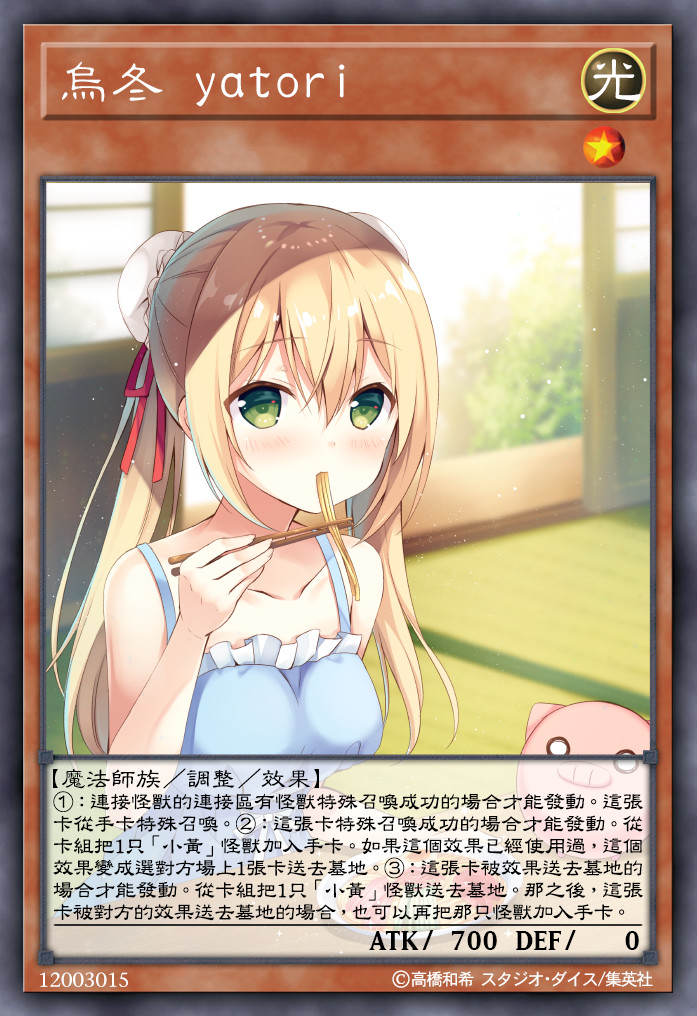 烏冬 yatori
光
【魔法師族／調整／效果】
①：連接怪獸的連接區有怪獸特殊召喚成功的場合才能發動。這張
卡從手卡特殊召喚。②：這張卡特殊召喚成功的場合才能發動。從
卡組把1只「小黃」怪獸加入手卡。如果這個效果已經使用過，這個
效果變成選對方場上1張卡送去墓地。③：這張卡被效果送去墓地的
場合才能發動。從卡組把1只「小黃」怪獸送去墓地。那之後，這張
卡被對方的效果送去墓地的場合，也可以再把那只怪獸加入手卡。
ATK/ 700 DEF/ 0
12003015 ©高橋和希 スタジオ・ダイス/集英社